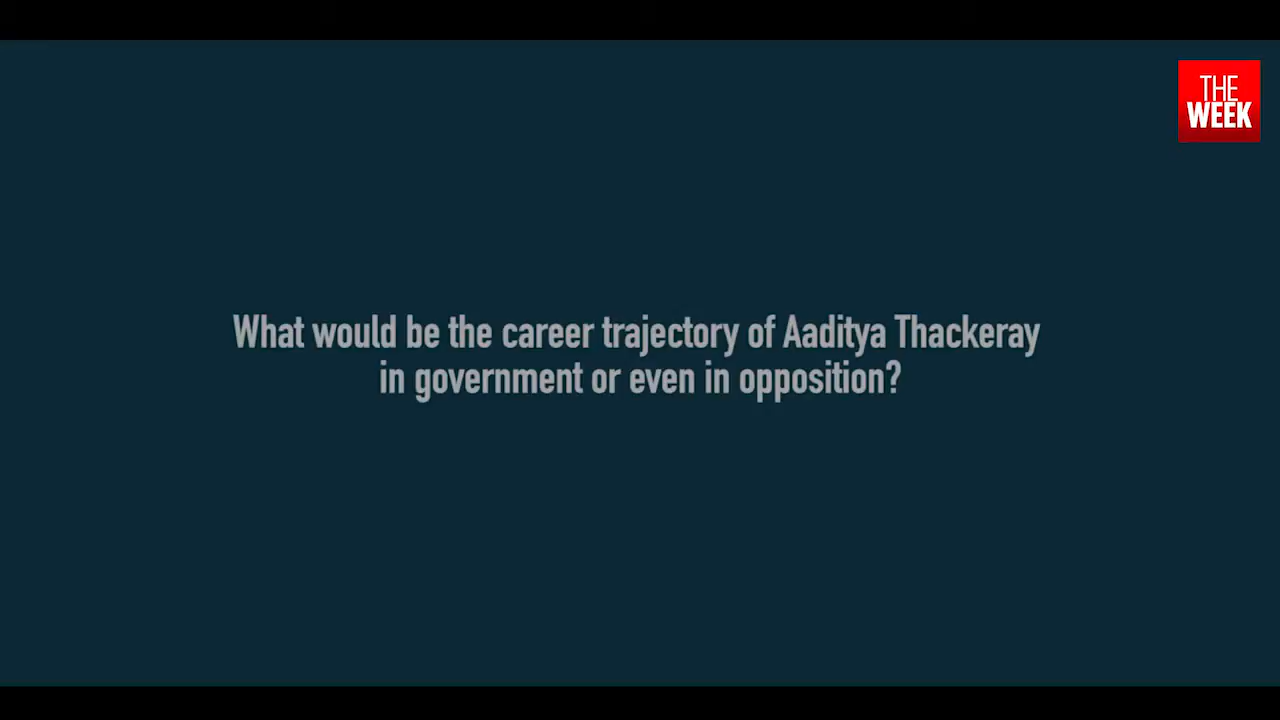 THE
WEEK
What would be the career trajectory of Aaditya Thackeray
in government or even in opposition?